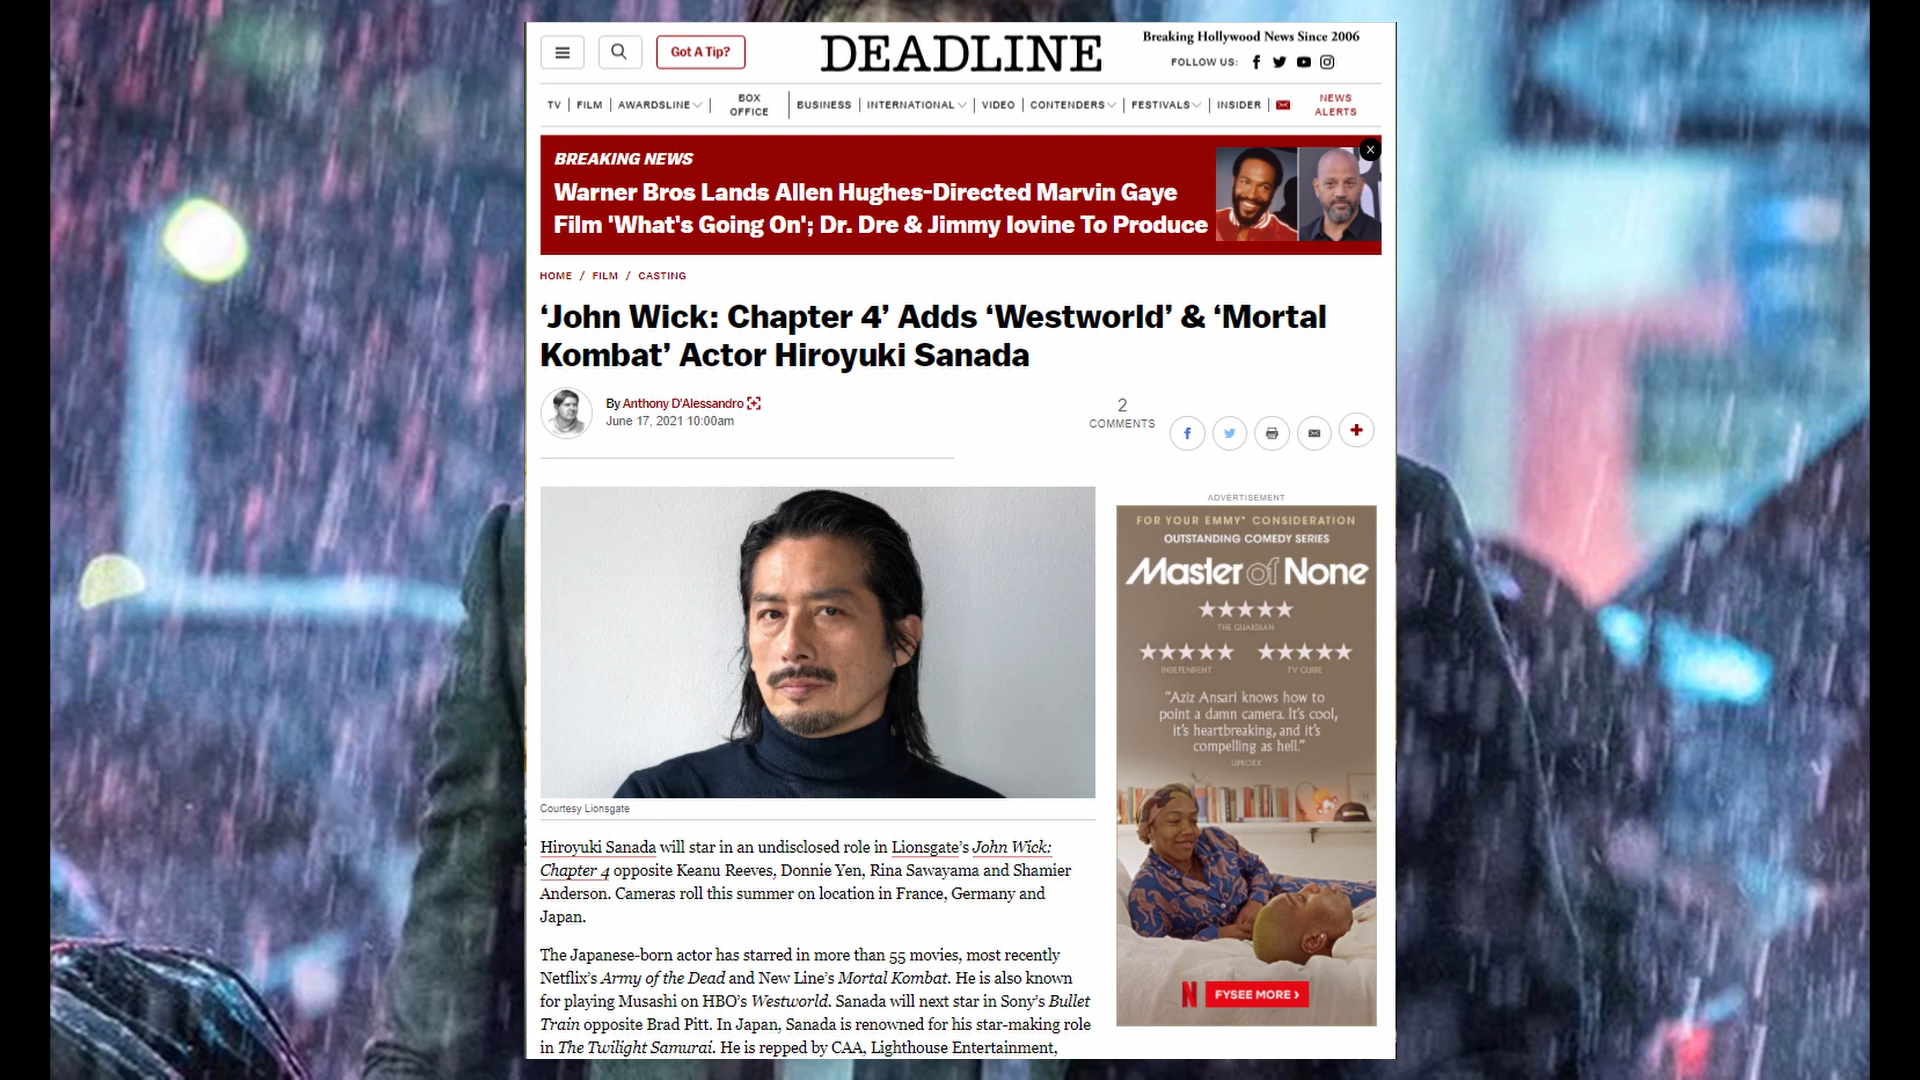 Got A Tip?
DEADLINE
Breaking Hollywood News Since 2006
FOLLOW US:
TV | FILM | AWARDSLINE | BOX OFFICE | BUSINESS | INTERNATIONAL | VIDEO | CONTENDERS | FESTIVALS | INSIDER | NEWS ALERTS
BREAKING NEWS
Warner Bros Lands Allen Hughes-Directed Marvin Gaye
Film 'What's Going On'; Dr. Dre & Jimmy Iovine To Produce
HOME / FILM / CASTING
‘John Wick: Chapter 4’ Adds ‘Westworld’ & ‘Mortal
Kombat’ Actor Hiroyuki Sanada
By Anthony D'Alessandro
June 17, 2021 10:00am
2
COMMENTS
Courtesy Lionsgate
Hiroyuki Sanada will star in an undisclosed role in Lionsgate’s John Wick:
Chapter 4 opposite Keanu Reeves, Donnie Yen, Rina Sawayama and Shamier
Anderson. Cameras roll this summer on location in France, Germany and
Japan.
The Japanese-born actor has starred in more than 55 movies, most recently
Netflix’s Army of the Dead and New Line’s Mortal Kombat. He is also known
for playing Musashi on HBO’s Westworld. Sanada will next star in Sony’s Bullet
Train opposite Brad Pitt. In Japan, Sanada is renowned for his star-making role
in The Twilight Samurai. He is repped by CAA, Lighthouse Entertainment,
ADVERTISEMENT
FOR YOUR EMMY® CONSIDERATION
OUTSTANDING COMEDY SERIES
Master of None
★★★★★
THE GUARDIAN
★★★★★ ★★★★★
INDEPENDENT TV GUIDE
“Aziz Ansari knows how to
point a damn camera. It’s cool,
it’s heartbreaking, and it’s
compelling as hell.”
UPROXX
N FYSEE MORE ›